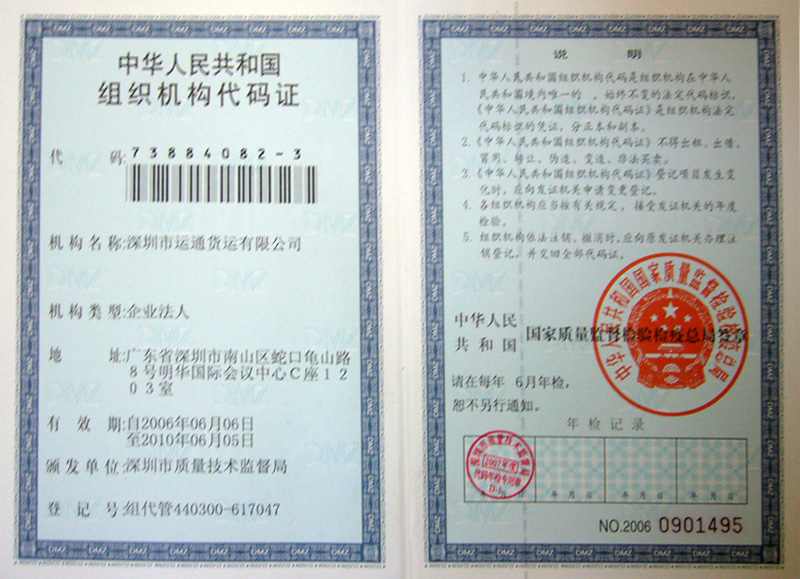 中华人民共和国
组织机构代码证
代 码:73884082-3
机构名称:深圳市运通货运有限公司
机构类型:企业法人
地 址:广东省深圳市南山区蛇口龟山路
8号明华国际会议中心C座12
03室
有 效 期:自2006年06月06日
至2010年06月05日
颁发单位:深圳市质量技术监督局
登 记 号:组代管440300-617047
说 明
1. 中华人民共和国组织机构代码是组织机构在中华人
民共和国境内唯一的 ，始终不变的法定代码标识，
《中华人民共和国组织机构代码证》是组织机构法定
代码标识的凭证，分正本和副本。
2. 《中华人民共和国组织机构代码证》不得出租、出借、
冒用、转让、伪造、变造、非法买卖。
3. 《中华人民共和国组织机构代码证》登记项目发生变
化时，应向发证机关申请变更登记。
4. 各组织机构应当按有关规定，接受发证机关的年度
检验。
5. 组织机构依法注销、撤消时，应向原发证机关办理注
销登记，并交回全部代码证。
中华人民
共和国 国家质量监督检验检疫总局签章
请在每年 6月年检，
恕不另行通知。
年检记录
2007年度
代码年检专用章
年 月 日 年 月 日 年 月 日 年 月 日
NO.2006 0901495